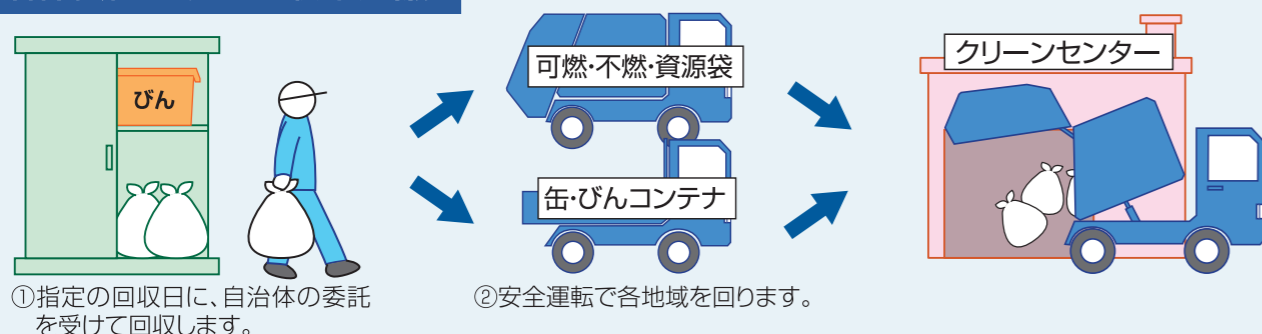 びん
可燃・不燃・資源袋
缶・びんコンテナ
クリーンセンター
①指定の回収日に、自治体の委託
を受けて回収します。
②安全運転で各地域を回ります。